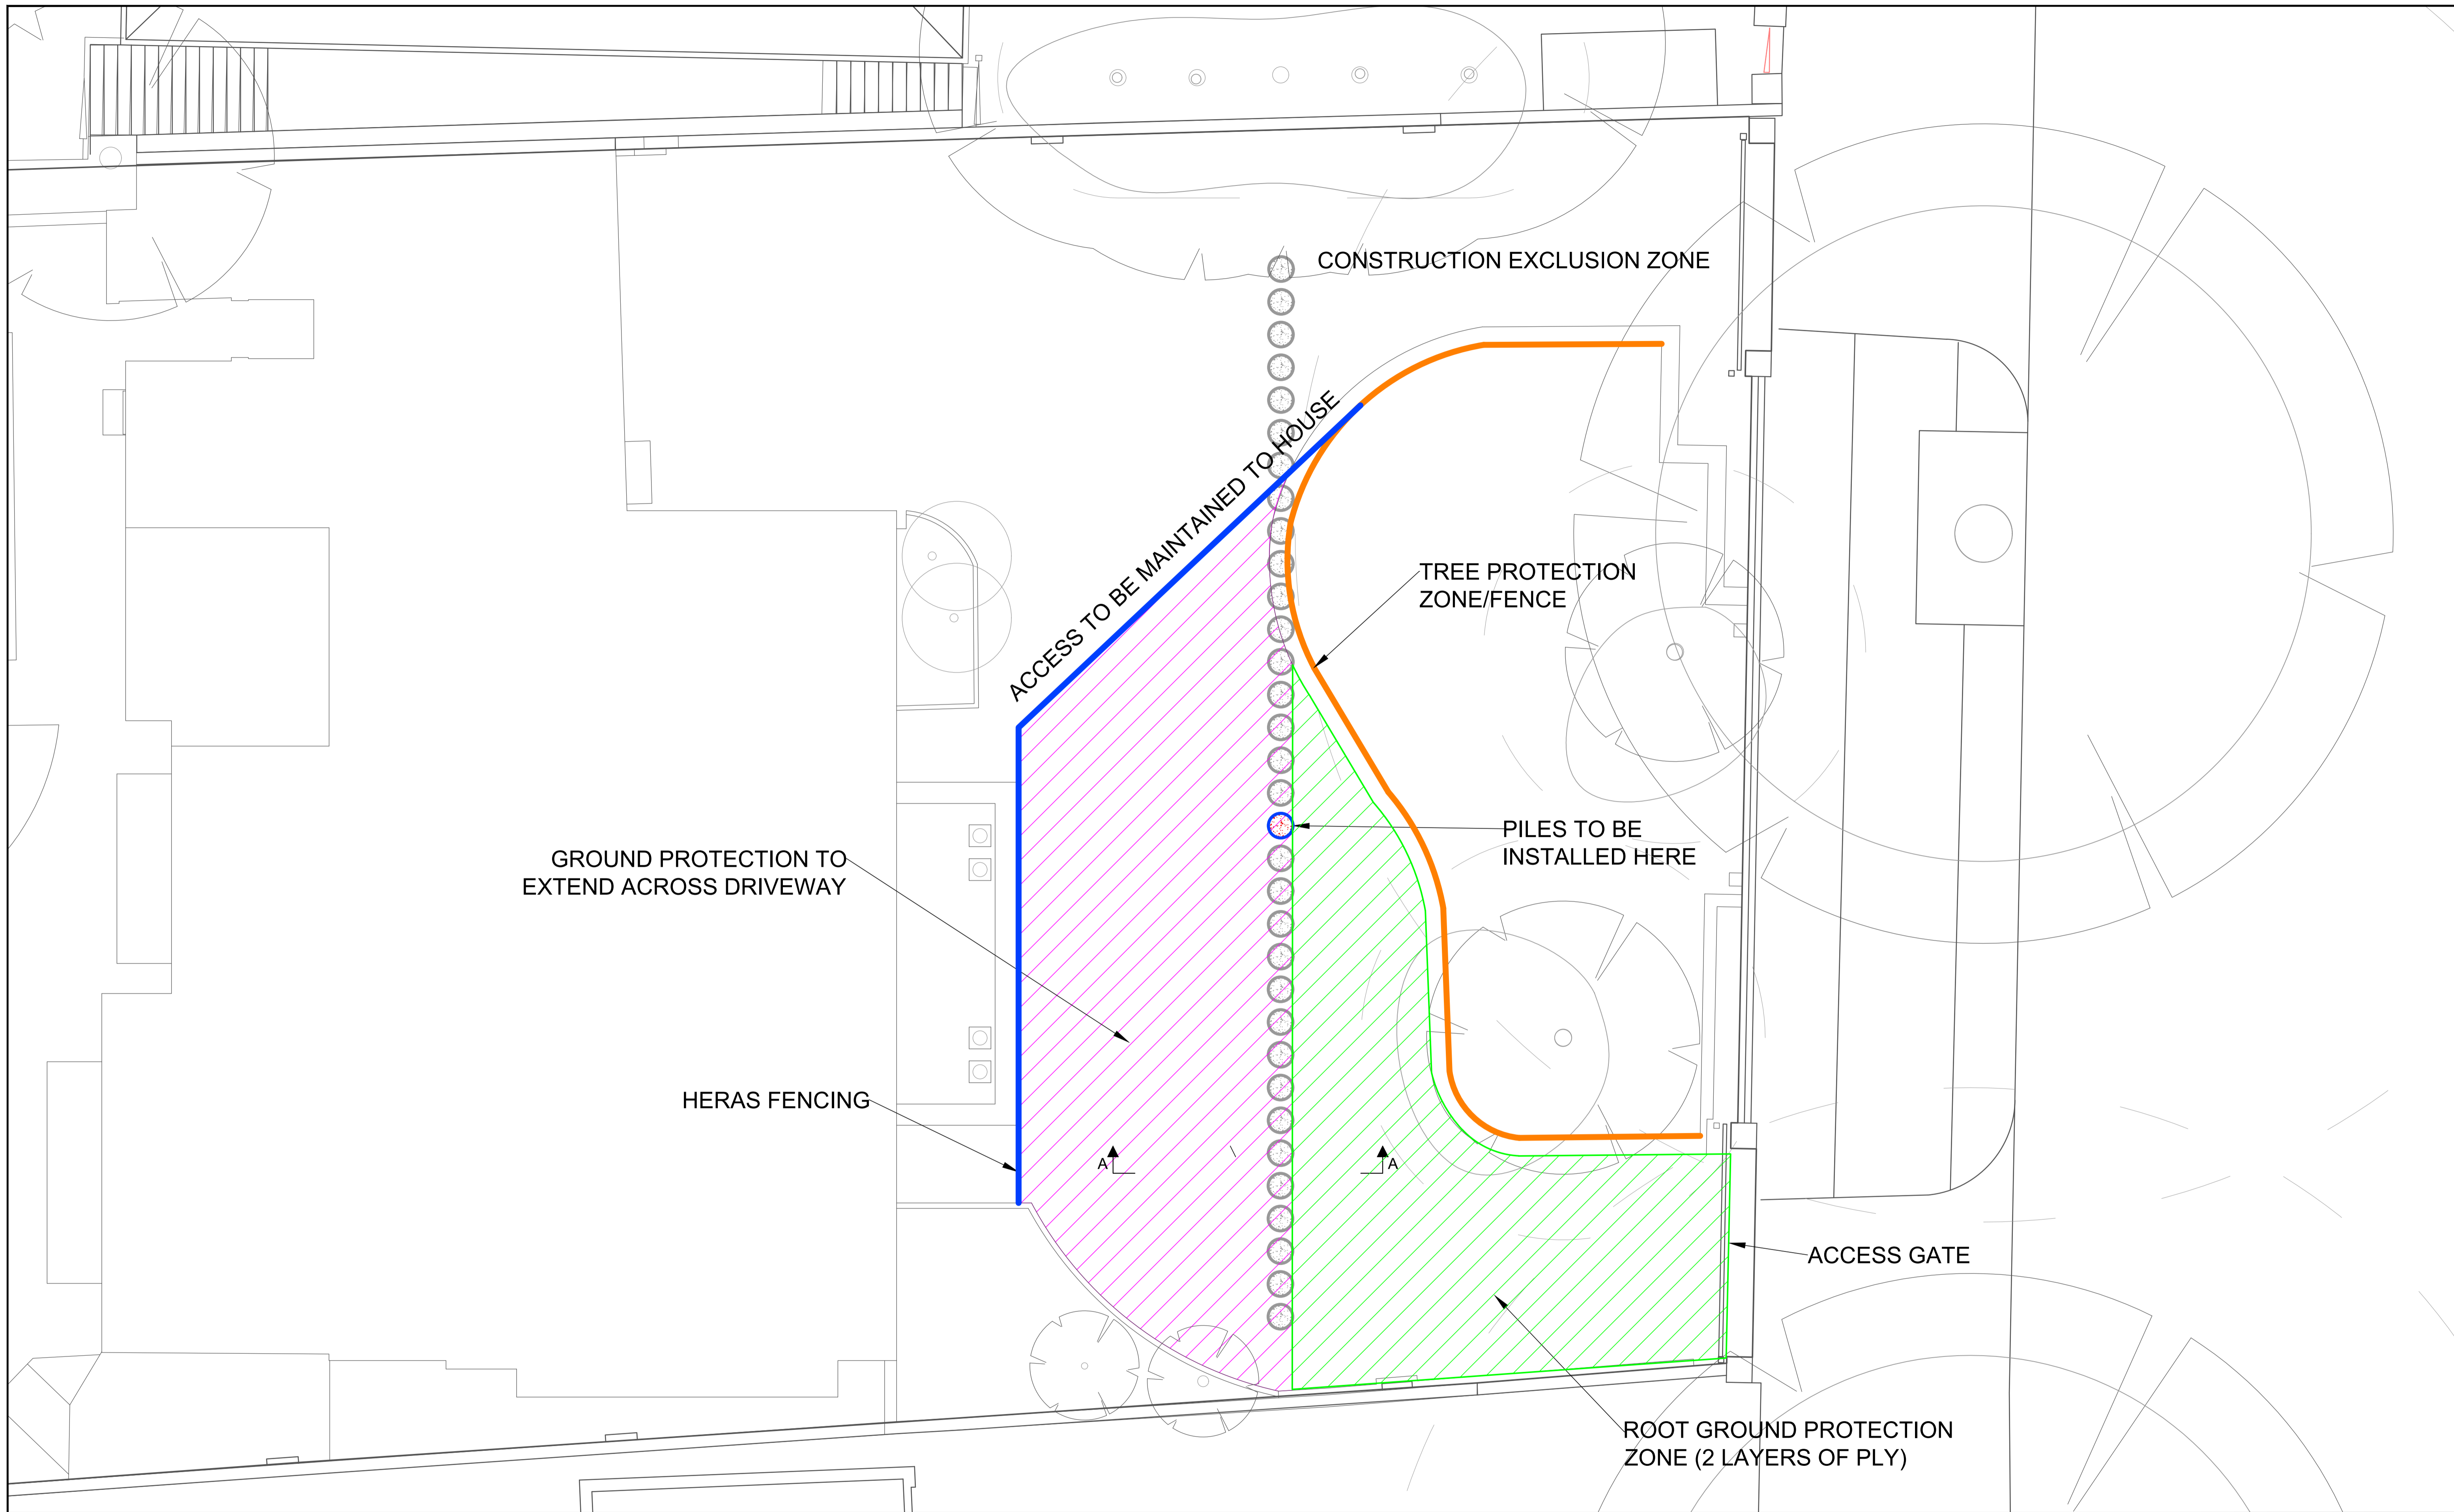 CONSTRUCTION EXCLUSION ZONE
ACCESS TO BE MAINTAINED TO HOUSE
TREE PROTECTION
ZONE/FENCE
PILES TO BE
INSTALLED HERE
GROUND PROTECTION TO
EXTEND ACROSS DRIVEWAY
HERAS FENCING
A
A
ACCESS GATE
ROOT GROUND PROTECTION
ZONE (2 LAYERS OF PLY)